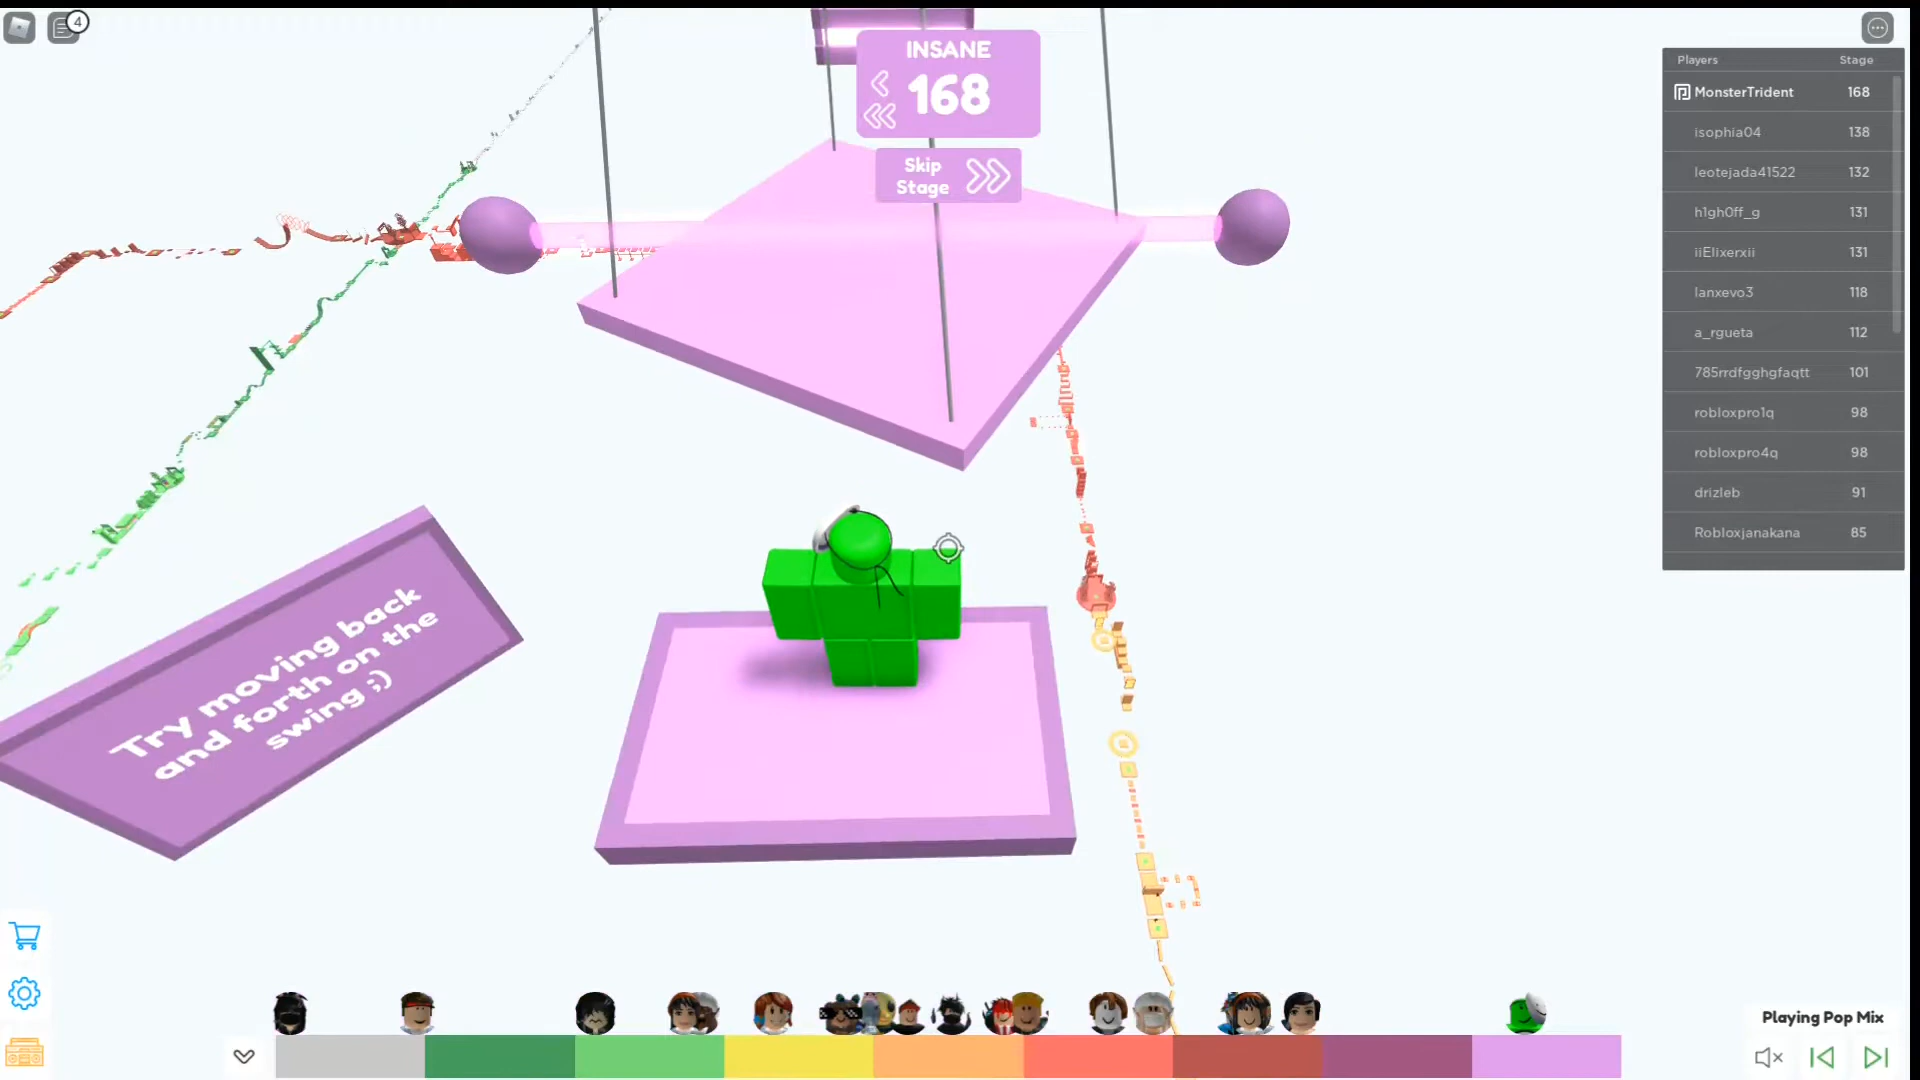 4
INSANE
168
Skip
Stage
Players Stage
MonsterTrident 168
isophia04 138
leotejada41522 132
h1gh0ff_g 131
iiElixerxii 131
lanxevo3 118
a_rgueta 112
785rrdfgghgfaqtt 101
robloxpro1q 98
robloxpro4q 98
drizleb 91
Robloxjanakana 85
Try moving back
and forth on the
swing ;)
Playing Pop Mix